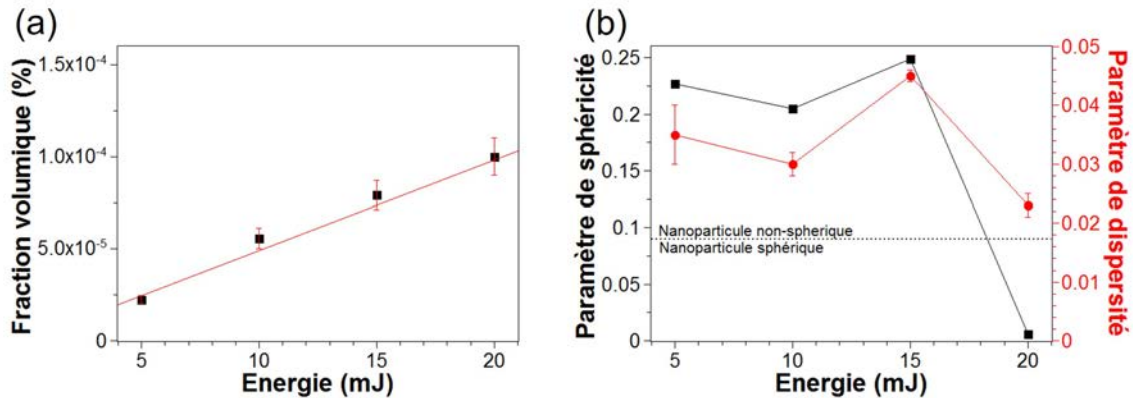 (a)
Fraction volumique (%)
1.5x10⁻⁴
1.0x10⁻⁴
5.0x10⁻⁵
0
5 10 15 20
Energie (mJ)
(b)
Paramètre de sphéricité
0.25
0.2
0.15
0.1
0.05
0
Nanoparticule non-spherique
Nanoparticule sphérique
5 10 15 20
Energie (mJ)
0.05
0.04
0.03
0.02
0.01
0
Paramètre de dispersité